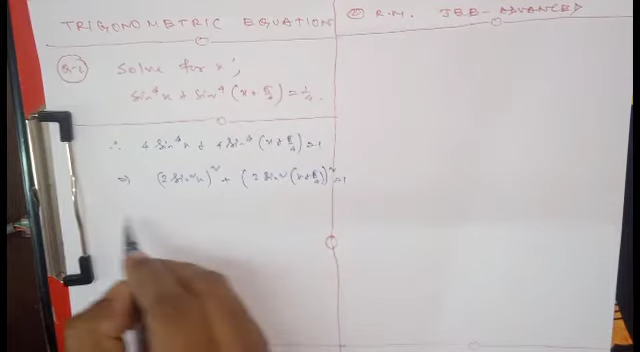 TRIGONOMETRIC EQUATION
R.M. JEE-ADVANCED
Q-2 Solve for x;
sin⁴x + sin⁴(x + π/4) = 1/4.
∴ 4 sin⁴x + 4 sin⁴(x + π/4) = 1
⇒ (2 sin²x)² + (2 sin²(x + π/4))² = 1